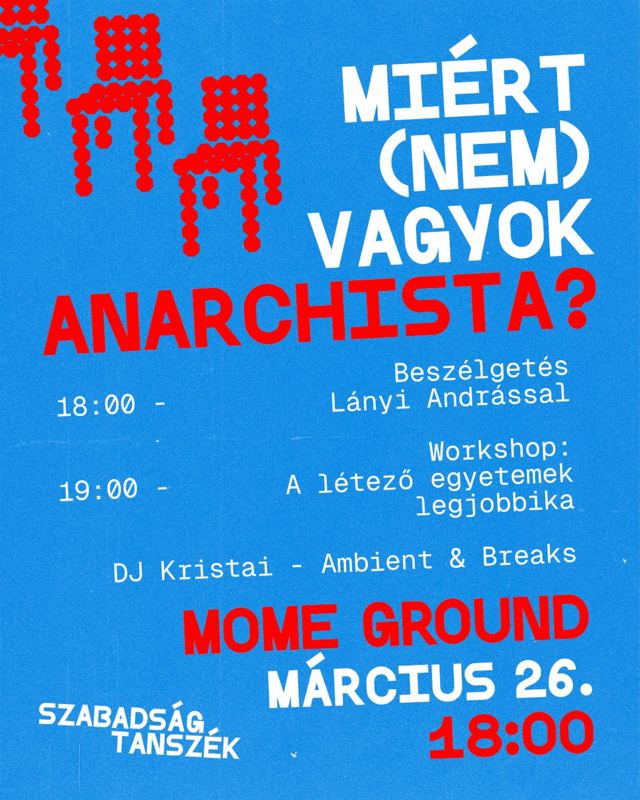 MIÉRT
(NEM)
VAGYOK
ANARCHISTA?
18:00 -
Beszélgetés
Lányi Andrással
19:00 -
Workshop:
A létező egyetemek
legjobbika
DJ Kristai - Ambient & Breaks
MOME GROUND
MÁRCIUS 26.
18:00
SZABADSÁG
TANSZÉK